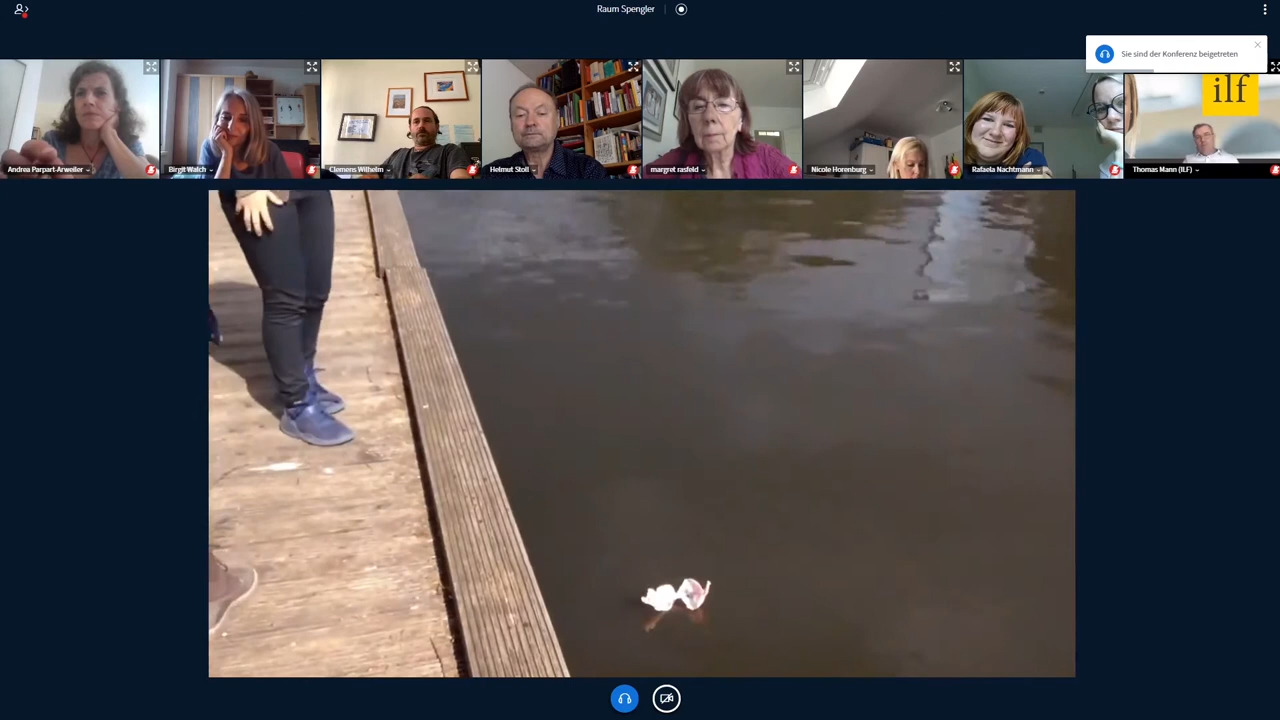 Raum Spengler
Sie sind der Konferenz beigetreten
ilf
Andrea Parpart-Arweiler
Birgit Walch
Clemens Wilhelm
Helmut Stoll
margret rasfeld
Nicole Horenburg
Rafaela Nachtmann
Thomas Mann (ILF)